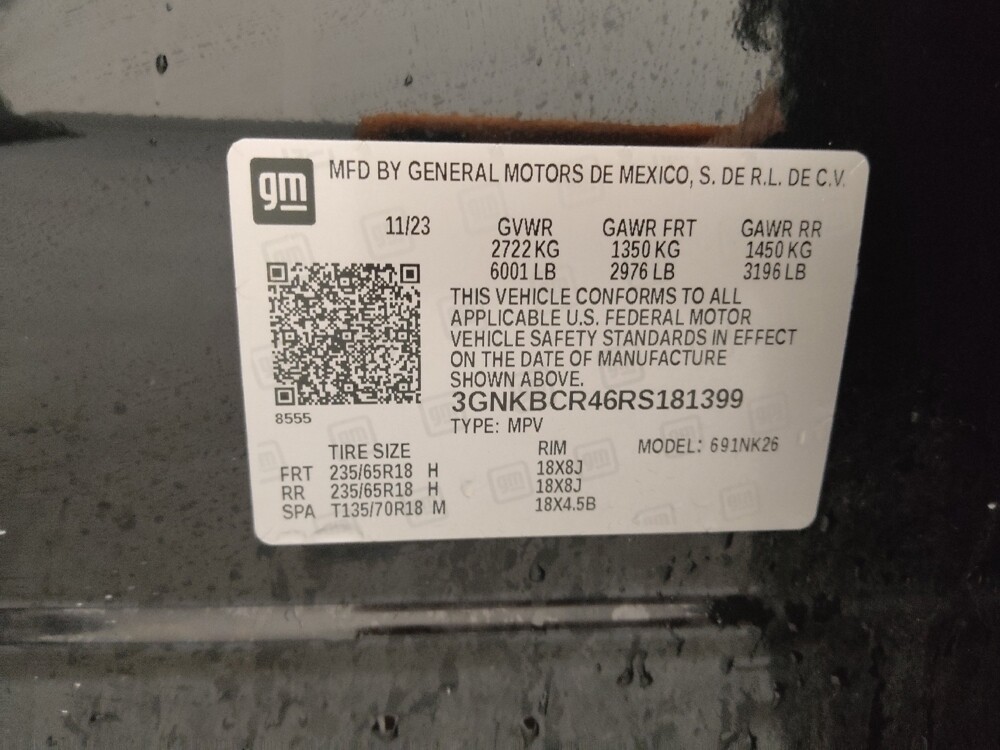 gm
MFD BY GENERAL MOTORS DE MEXICO, S. DE R.L. DE C.V.
11/23 GVWR GAWR FRT GAWR RR
2722 KG 1350 KG 1450 KG
6001 LB 2976 LB 3196 LB
THIS VEHICLE CONFORMS TO ALL
APPLICABLE U.S. FEDERAL MOTOR
VEHICLE SAFETY STANDARDS IN EFFECT
ON THE DATE OF MANUFACTURE
SHOWN ABOVE.
3GNKBCR46RS181399
8555
TYPE: MPV
TIRE SIZE RIM MODEL: 691NK26
FRT 235/65R18 H 18X8J
RR 235/65R18 H 18X8J
SPA T135/70R18 M 18X4.5B